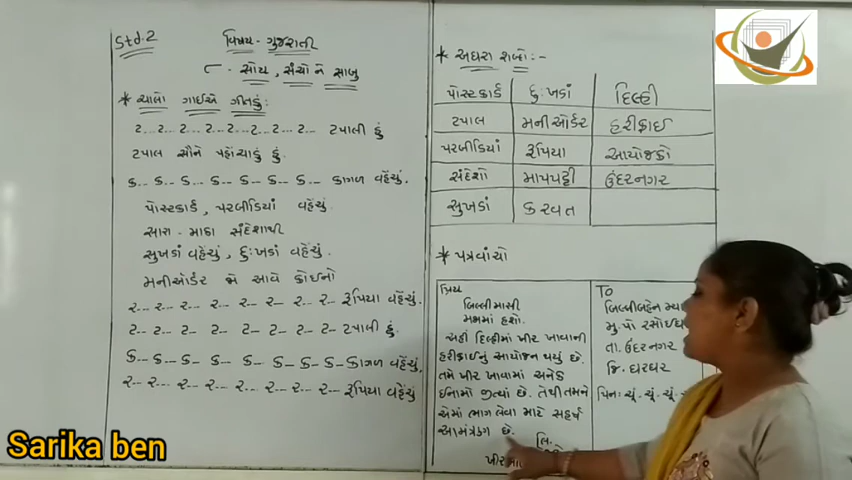 Std.2
વિષય - ગુજરાતી
૮ - સોય, સંચો ને સાબુ
* ચાલો ગાઈએ ગીતડું:
ટ... ટ... ટ... ટ... ટ... ટ... ટ... ટપાલી હું
ટપાલ સૌને પહોંચાડું હું.
ક... ક... ક... ક... ક... ક... ક... કાગળ વહેંચું.
પોસ્ટકાર્ડ, પરબીડિયાં વહેંચું.
સારા - માઠા સંદેશાથી
સુખડાં વહેંચું, દુ:ખડાં વહેંચું.
મનીઓર્ડર જો આવે કોઈનો
ર... ર... ર... ર... ર... ર... ર... ર... રૂપિયા વહેંચું.
ટ... ટ... ટ... ટ... ટ... ટ... ટ... ટ... ટપાલી હું.
ક... ક... ક... ક... ક... ક... ક... ક... કાગળ વહેંચું.
ર... ર... ર... ર... ર... ર... ર... ર... રૂપિયા વહેંચું
* અઘરા શબ્દો :-
પોસ્ટકાર્ડ દુ:ખડાં દિલ્હી
ટપાલ મનીઓર્ડર હરીફાઈ
પરબીડિયાં રૂપિયા આયોજકો
સંદેશો માપપટ્ટી ઉંદરનગર
સુખડાં કરવત
* પત્રવાંચો
પ્રિય
બિલ્લીમાસી
મજામાં હશો.
અહીં દિલ્હીમાં ખીર ખાવાની
હરીફાઈનું આયોજન થયું છે.
તમે ખીર ખાવામાં અનેક
ઈનામો જીત્યાં છે. તેથી તમને
એમાં ભાગ લેવા માટે સહર્ષ
આમંત્રણ છે.
લિ.
ખીર
TO
બિલ્લીબહેન મ્યા
મુ. પો રસોઈઘ
તા. ઉંદરનગર
જિ. ઘરઘર
પિન: ચૂં. ચૂં. ચૂં.
Sarika ben